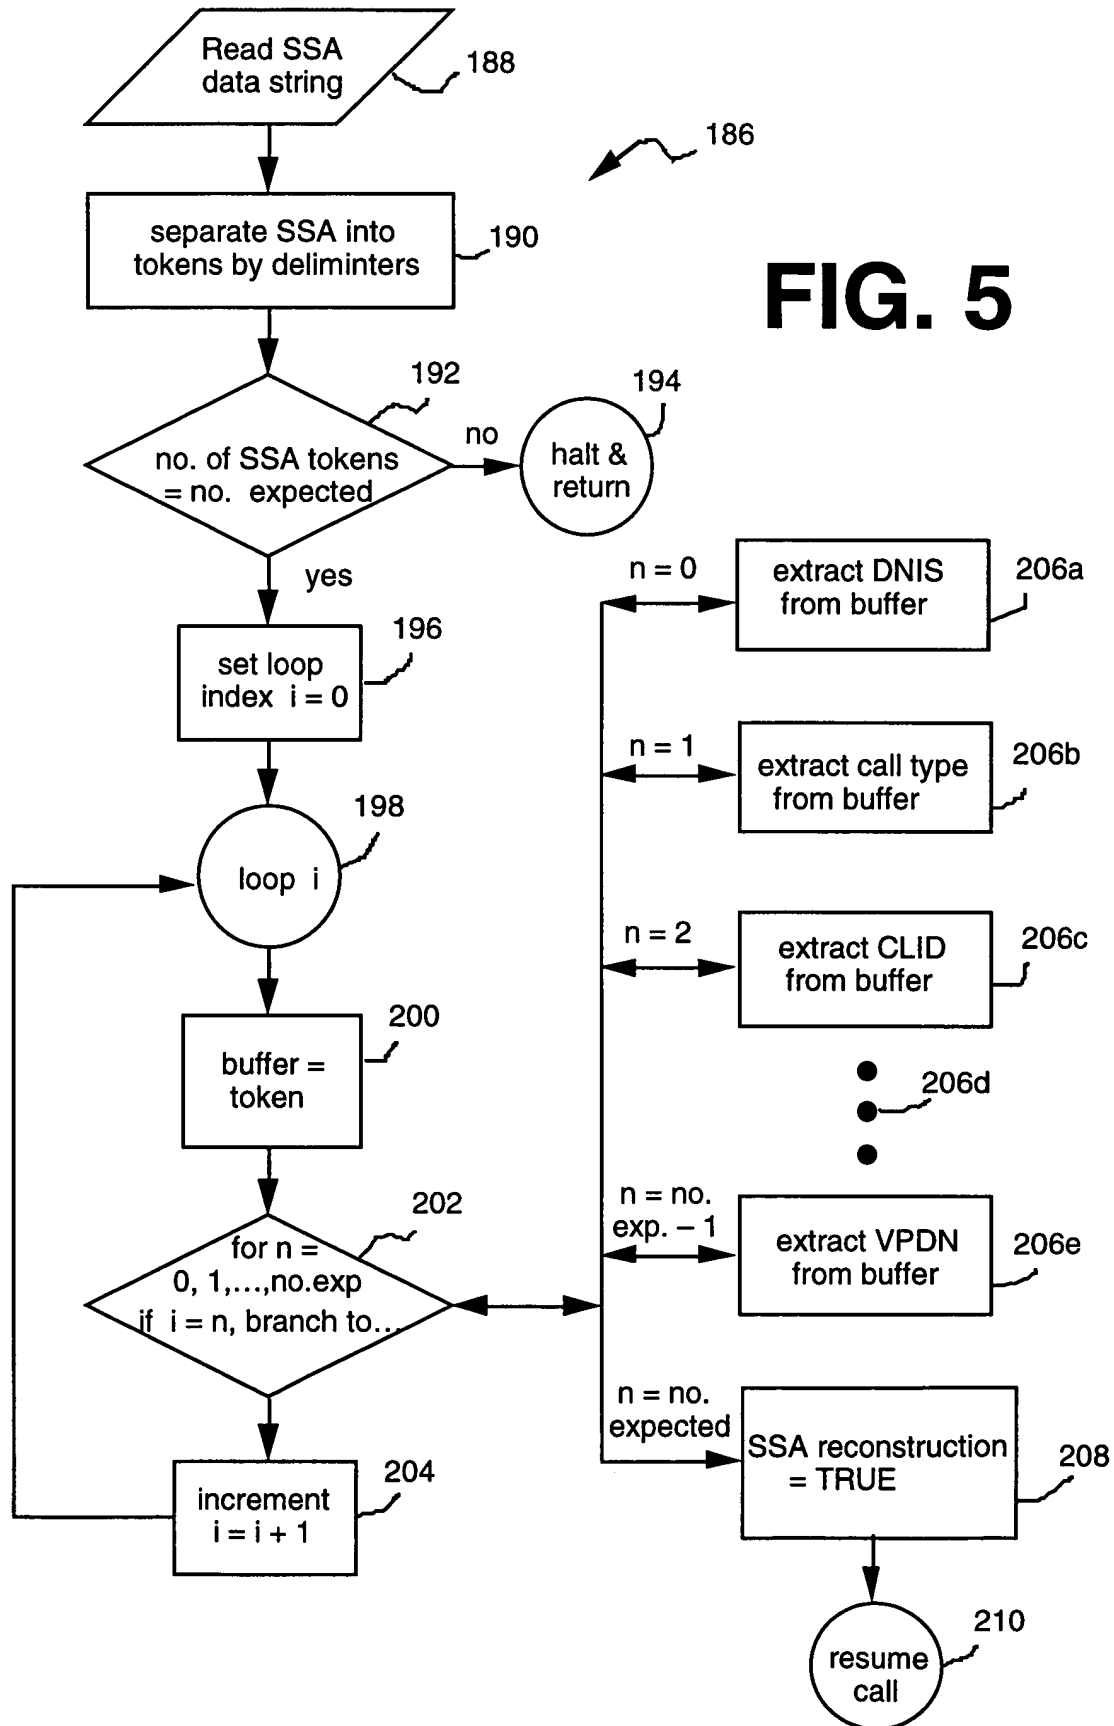 Read SSA
data string
188
186
separate SSA into
tokens by deliminters
190
FIG. 5
192
no. of SSA tokens
= no. expected
no
194
halt &
return
yes
196
set loop
index i = 0
198
loop i
200
buffer =
token
202
for n =
0, 1,...,no.exp
if i = n, branch to...
204
increment
i = i + 1
n = 0
extract DNIS
from buffer
206a
n = 1
extract call type
from buffer
206b
n = 2
extract CLID
from buffer
206c
206d
n = no.
exp. – 1
extract VPDN
from buffer
206e
n = no.
expected
SSA reconstruction
= TRUE
208
210
resume
call